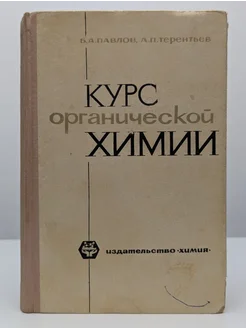 Б.А.ПАВЛОВ, А.П.ТЕРЕНТЬЕВ
КУРС
органической
ХИМИИ
ИЗДАТЕЛЬСТВО «ХИМИЯ»